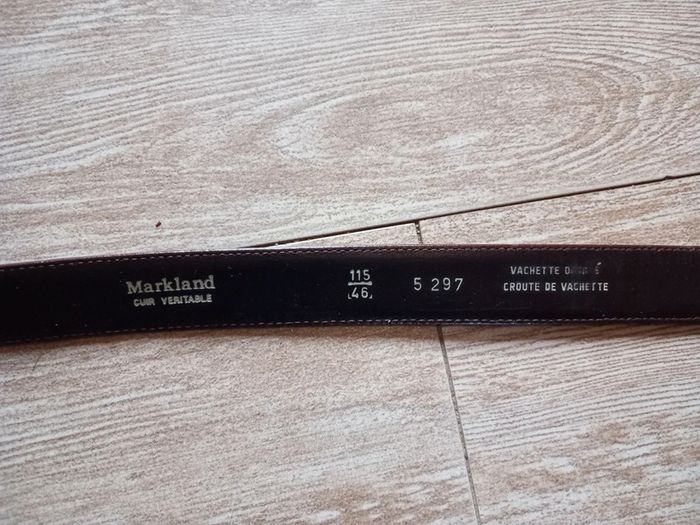 Markland
CUIR VERITABLE
115
46
5 297
VACHETTE
CROUTE DE VACHETTE